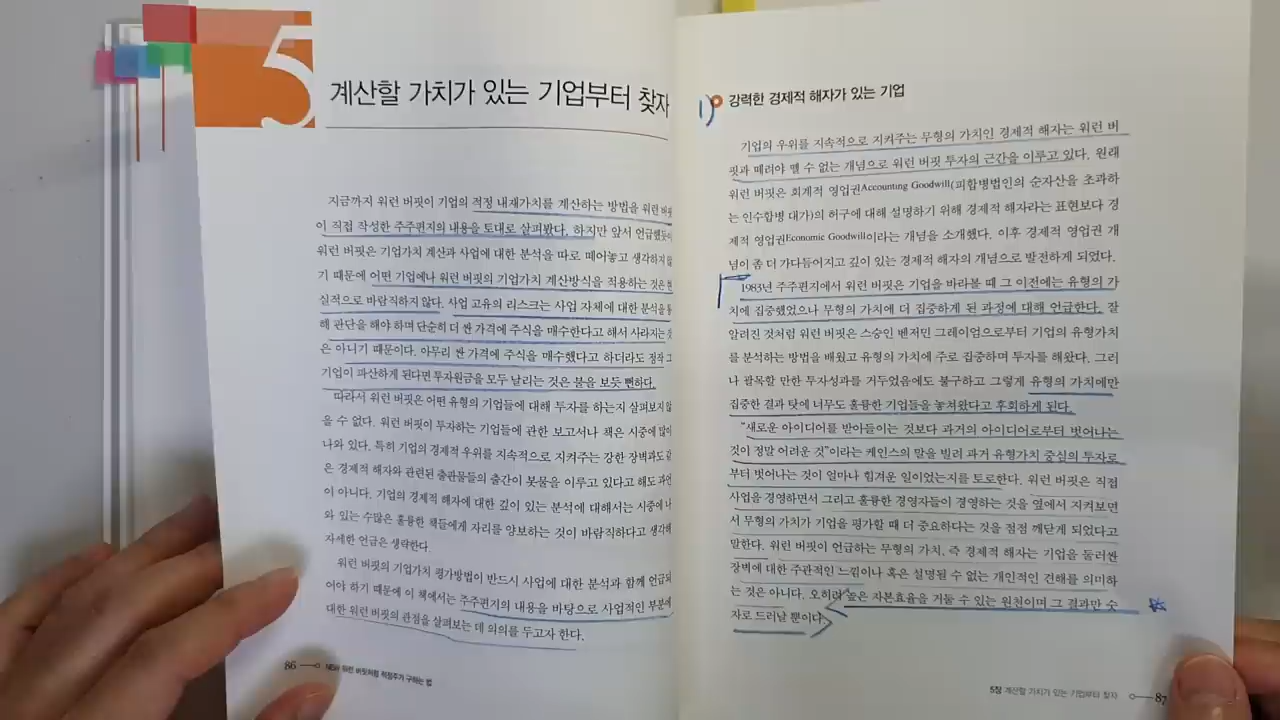 5
계산할 가치가 있는 기업부터 찾자
지금까지 워런 버핏이 기업의 적정 내재가치를 계산하는 방법을 워런 버핏
이 직접 작성한 주주편지의 내용을 토대로 살펴봤다. 하지만 앞서 언급했듯이
워런 버핏은 기업가치 계산과 사업에 대한 분석을 따로 떼어놓고 생각하지 않
기 때문에 어떤 기업에나 워런 버핏의 기업가치 계산방식을 적용하는 것은 현
실적으로 바람직하지 않다. 사업 고유의 리스크는 사업 자체에 대한 분석을 통
해 판단을 해야 하며 단순히 더 싼 가격에 주식을 매수한다고 해서 사라지는 것
은 아니기 때문이다. 아무리 싼 가격에 주식을 매수했다고 하더라도 정작 그
기업이 파산하게 된다면 투자원금을 모두 날리는 것은 불을 보듯 뻔하다.
따라서 워런 버핏은 어떤 유형의 기업들에 대해 투자를 하는지 살펴보지 않
을 수 없다. 워런 버핏이 투자하는 기업들에 관한 보고서나 책은 시중에 많이
나와 있다. 특히 기업의 경제적 우위를 지속적으로 지켜주는 강한 장벽과도 같
은 경제적 해자와 관련된 출판물들의 출간이 봇물을 이루고 있다고 해도 과언
이 아니다. 기업의 경제적 해자에 대한 깊이 있는 분석에 대해서는 시중에 나
와 있는 수많은 훌륭한 책들에게 자리를 양보하는 것이 바람직하다고 생각해
자세한 언급은 생략한다.
워런 버핏의 기업가치 평가방법이 반드시 사업에 대한 분석과 함께 언급되
어야 하기 때문에 이 책에서는 주주편지의 내용을 바탕으로 사업적인 부분에
대한 워런 버핏의 관점을 살펴보는 데 의의를 두고자 한다.
86 NEW 워런 버핏처럼 적정주가 구하는 법
1) 강력한 경제적 해자가 있는 기업
기업의 우위를 지속적으로 지켜주는 무형의 가치인 경제적 해자는 워런 버
핏과 떼려야 뗄 수 없는 개념으로 워런 버핏 투자의 근간을 이루고 있다. 원래
워런 버핏은 회계적 영업권Accounting Goodwill(피합병법인의 순자산을 초과하
는 인수합병 대가)의 허구에 대해 설명하기 위해 경제적 해자라는 표현보다 경
제적 영업권Economic Goodwill이라는 개념을 소개했다. 이후 경제적 영업권 개
념이 좀 더 가다듬어지고 깊이 있는 경제적 해자의 개념으로 발전하게 되었다.
1983년 주주편지에서 워런 버핏은 기업을 바라볼 때 그 이전에는 유형의 가
치에 집중했었으나 무형의 가치에 더 집중하게 된 과정에 대해 언급한다. 잘
알려진 것처럼 워런 버핏은 스승인 벤저민 그레이엄으로부터 기업의 유형가치
를 분석하는 방법을 배웠고 유형의 가치에 주로 집중하며 투자를 해왔다. 그러
나 괄목할 만한 투자성과를 거두었음에도 불구하고 그렇게 유형의 가치에만
집중한 결과 탓에 너무도 훌륭한 기업들을 놓쳐왔다고 후회하게 된다.
“새로운 아이디어를 받아들이는 것보다 과거의 아이디어로부터 벗어나는
것이 정말 어려운 것”이라는 케인스의 말을 빌려 과거 유형가치 중심의 투자로
부터 벗어나는 것이 얼마나 힘겨운 일이었는지를 토로한다. 워런 버핏은 직접
사업을 경영하면서 그리고 훌륭한 경영자들이 경영하는 것을 옆에서 지켜보면
서 무형의 가치가 기업을 평가할 때 더 중요하다는 것을 점점 깨닫게 되었다고
말한다. 워런 버핏이 언급하는 무형의 가치, 즉 경제적 해자는 기업을 둘러싼
장벽에 대한 주관적인 느낌이나 혹은 설명될 수 없는 개인적인 견해를 의미하
는 것은 아니다. 오히려 높은 자본효율을 거둘 수 있는 원천이며 그 결과만 숫
자로 드러날 뿐이다.
5장 계산할 가치가 있는 기업부터 찾자 87